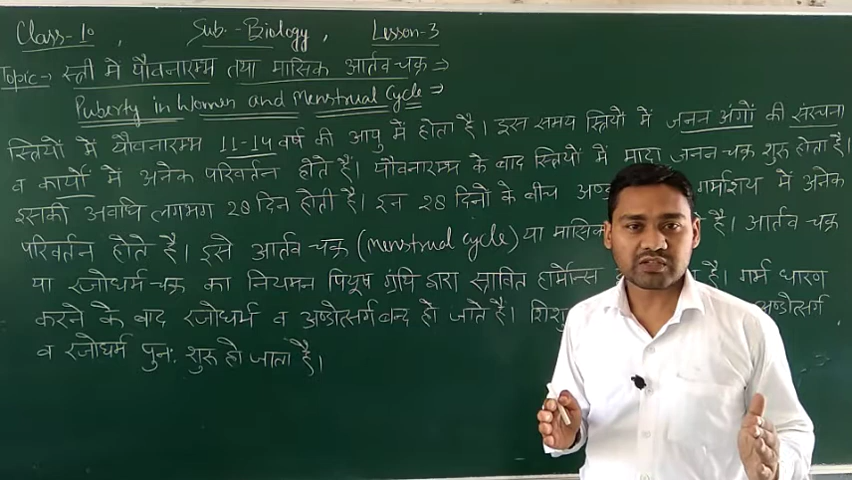 Class-10, Sub.-Biology, Lesson-3
Topic-> स्त्री में यौवनारम्भ तथा मासिक आर्तव चक्र ⇒
Puberty in Women and Menstrual Cycle ⇒
स्त्रियों में यौवनारम्भ 11-14 वर्ष की आयु में होता है। इस समय स्त्रियों में जनन अंगों की संरचना
व कार्यों में अनेक परिवर्तन होते हैं। यौवनारम्भ के बाद स्त्रियों में मादा जनन चक्र शुरू होता है।
इसकी अवधि लगभग 28 दिन होती है। इन 28 दिनों के बीच गर्भाशय में अनेक
परिवर्तन होते है। इसे आर्तव चक्र (Menstrual cycle) या मासिक है। आर्तव चक्र
या रजोधर्म चक्र का नियमन पियूष ग्रंथि द्वारा स्रावित हार्मोन्स है। गर्भ धारण
करने के बाद रजोधर्म व अण्डोत्सर्ग बन्द हो जाते हैं। अण्डोत्सर्ग
व रजोधर्म पुन: शुरू हो जाता है।